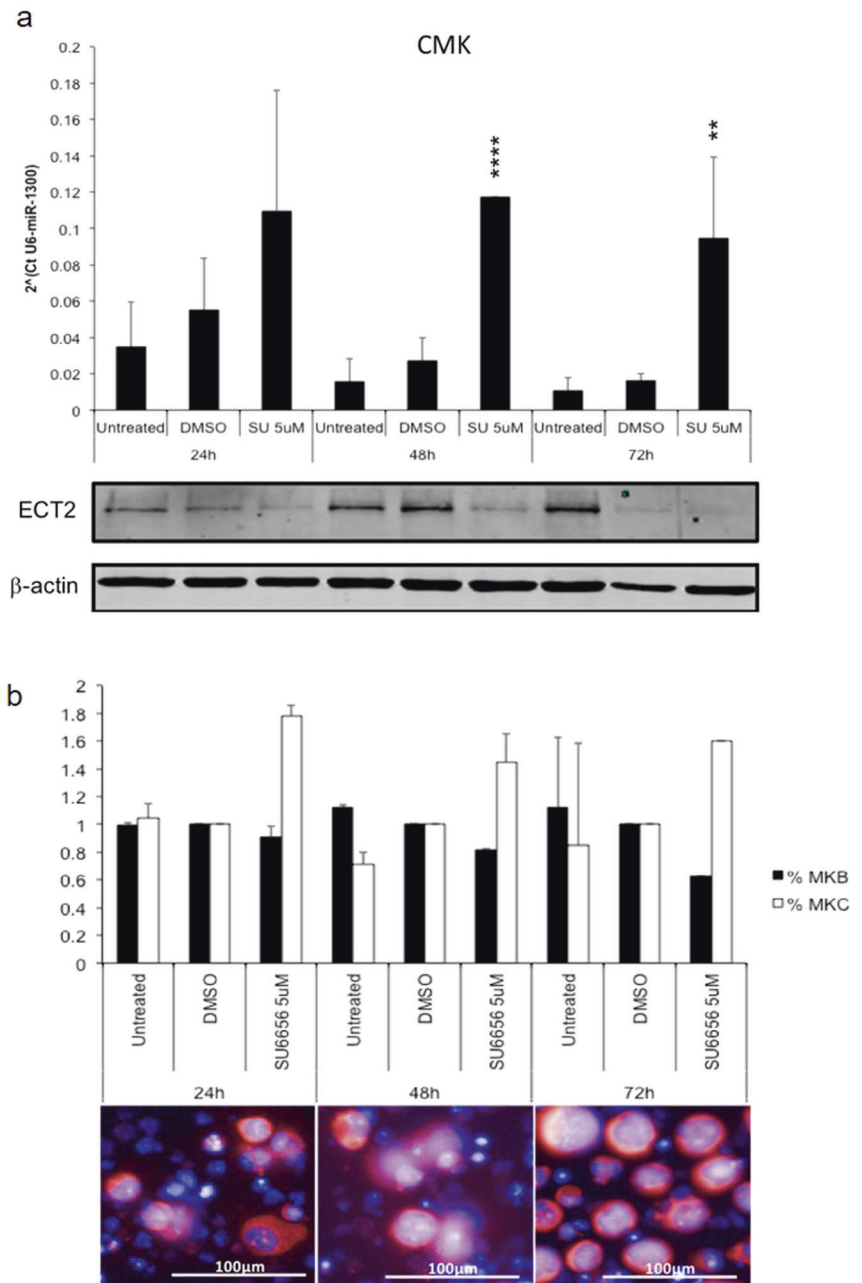 a
CMK
2^(Ct U6-miR-1300)
0.2
0.18
0.16
0.14
0.12
0.1
0.08
0.06
0.04
0.02
0
****
**
Untreated DMSO SU 5uM Untreated DMSO SU 5uM Untreated DMSO SU 5uM
24h 48h 72h
ECT2
β-actin
b
2
1.8
1.6
1.4
1.2
1
0.8
0.6
0.4
0.2
0
% MKB
% MKC
Untreated DMSO SU6656 5uM Untreated DMSO SU6656 5uM Untreated DMSO SU6656 5uM
24h 48h 72h
100µm 100µm 100µm